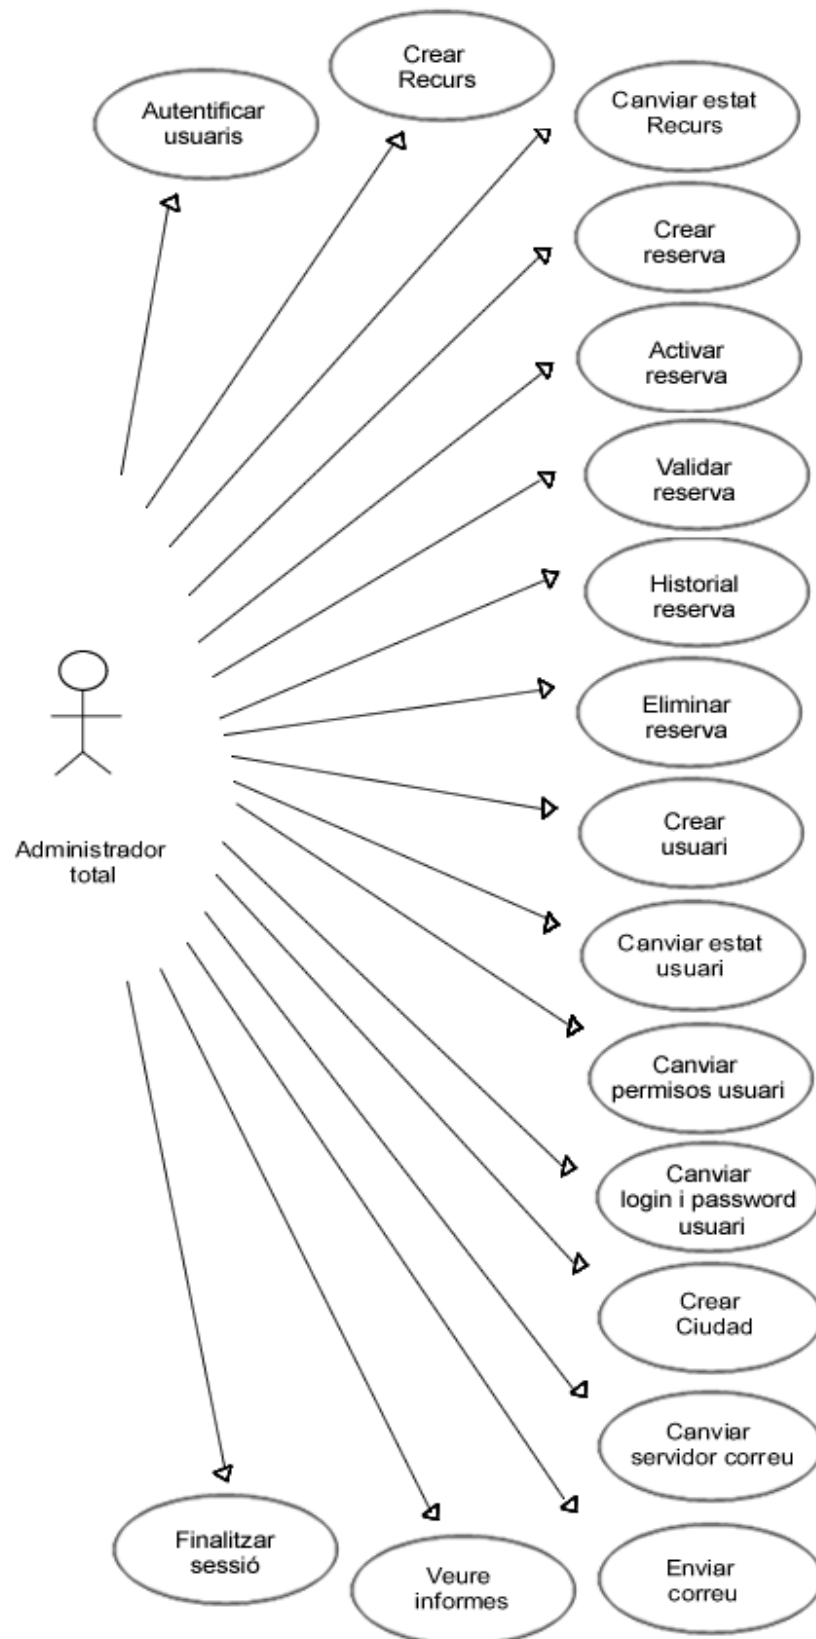 Crear
Recurs
Autentificar
usuaris
Canviar estat
Recurs
Crear
reserva
Activar
reserva
Validar
reserva
Historial
reserva
Eliminar
reserva
Crear
usuari
Administrador
total
Canviar estat
usuari
Canviar
permisos usuari
Canviar
login i password
usuari
Crear
Ciudad
Canviar
servidor correu
Enviar
correu
Veure
informes
Finalitzar
sessió